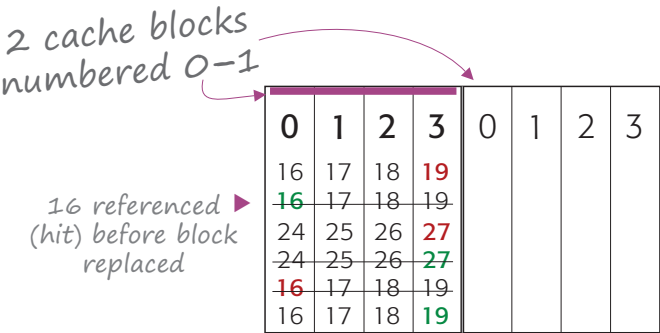 2 cache blocks
numbered 0–1
0 1 2 3 0 1 2 3
16 17 18 19
16 17 18 19
16 referenced
(hit) before block
replaced
24 25 26 27
24 25 26 27
16 17 18 19
16 17 18 19